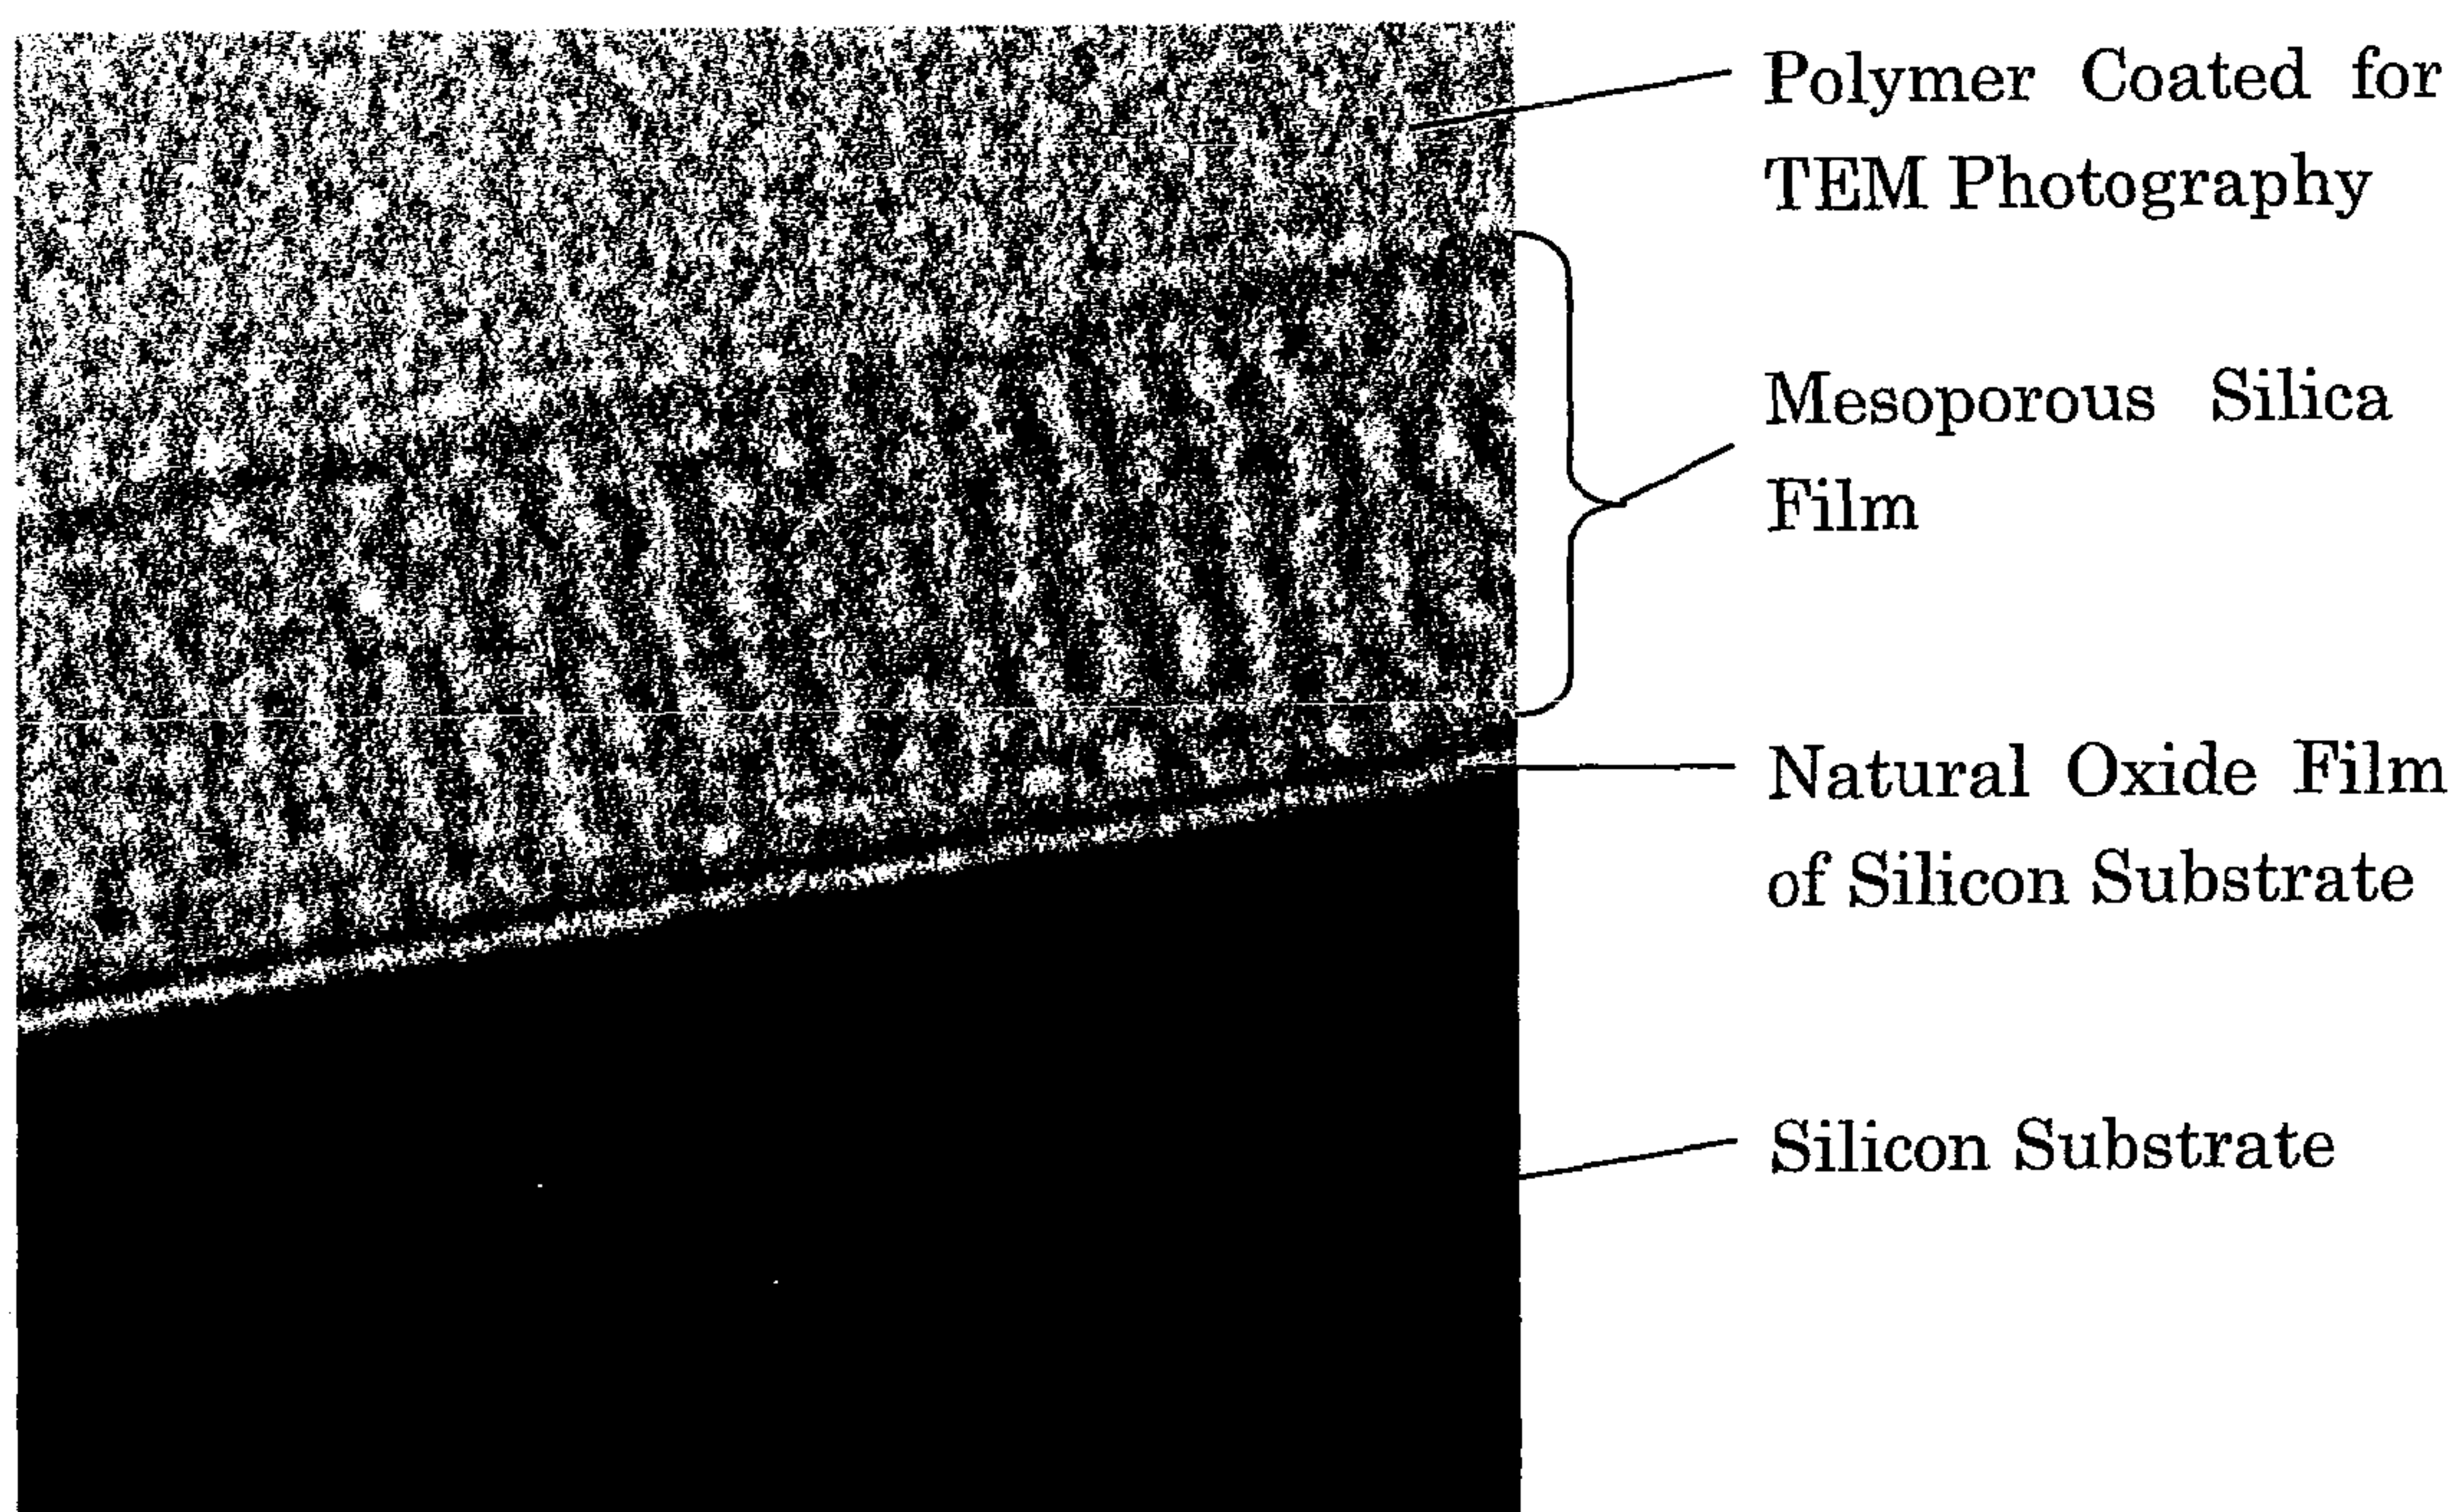 Polymer Coated for
TEM Photography
Mesoporous Silica
Film
Natural Oxide Film
of Silicon Substrate
Silicon Substrate